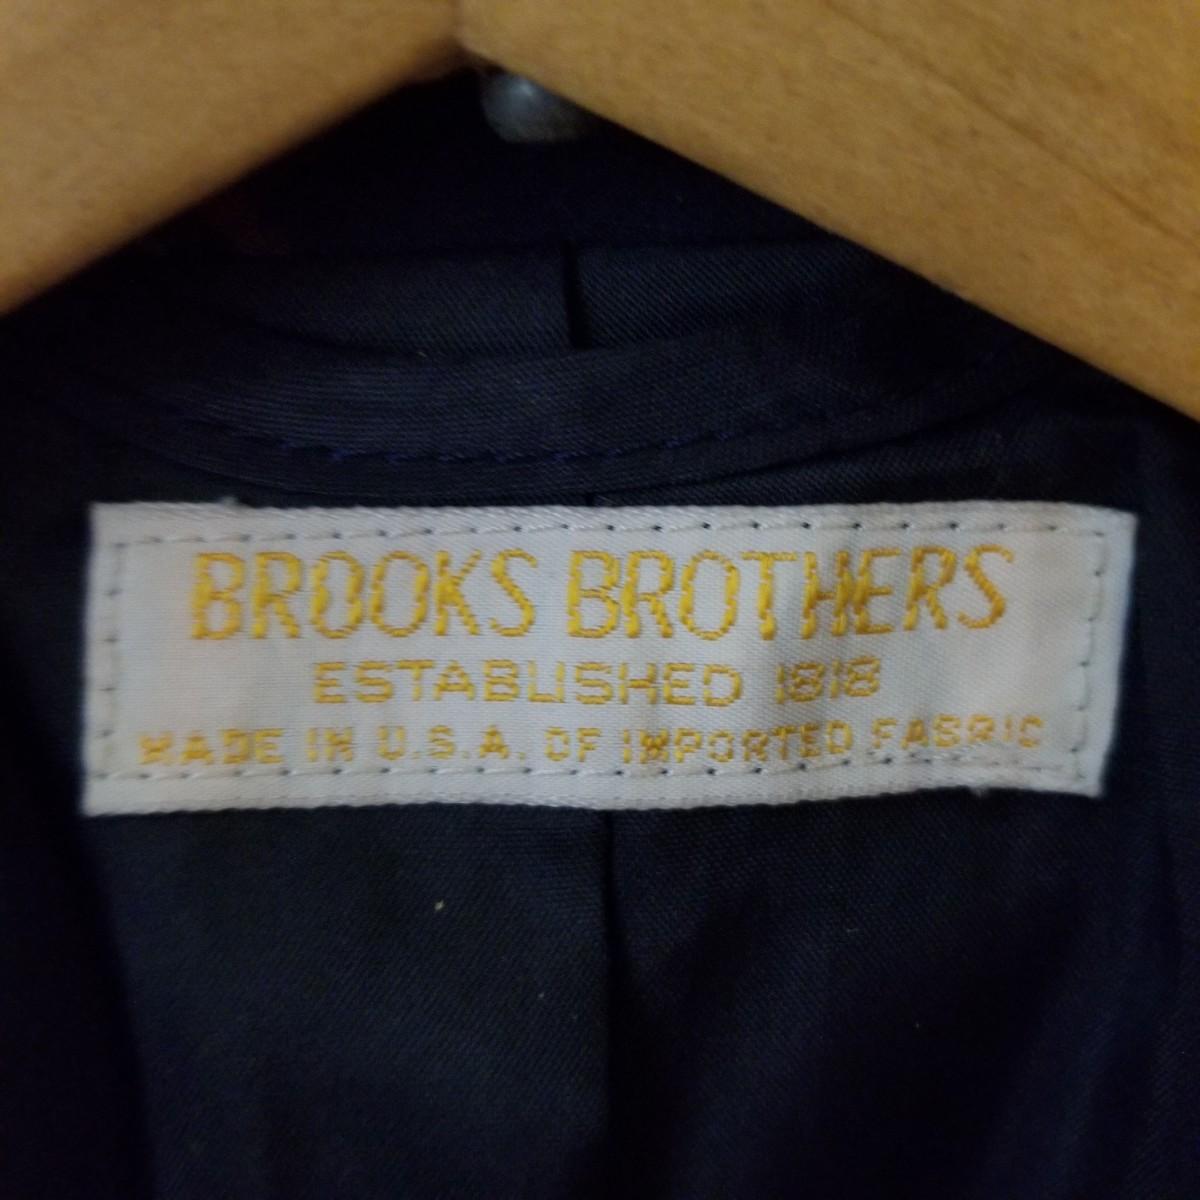 BROOKS BROTHERS
ESTABLISHED 1818
MADE IN U.S.A. OF IMPORTED FABRIC